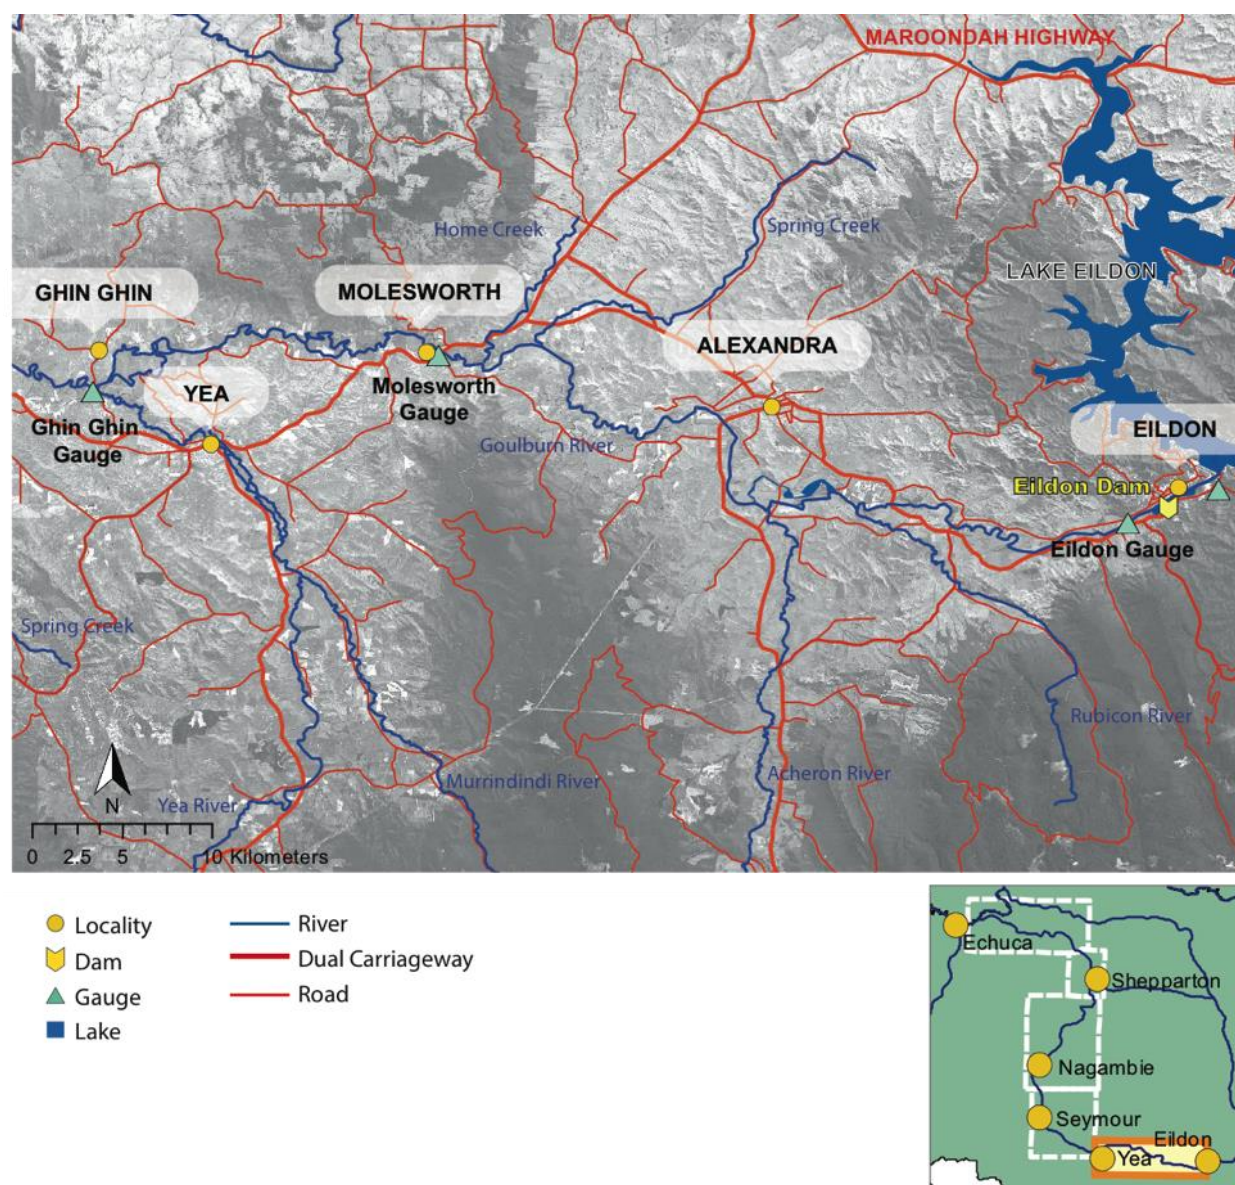 MAROONDAH HIGHWAY
Home Creek
Spring Creek
LAKE EILDON
GHIN GHIN
MOLESWORTH
ALEXANDRA
YEA
Molesworth
Gauge
Ghin Ghin
Gauge
Goulburn River
EILDON
Eildon Dam
Eildon Gauge
Spring Creek
Rubicon River
Murrindindi River
Acheron River
Yea River
N
0 2.5 5 10 Kilometers
Locality
Dam
Gauge
Lake
River
Dual Carriageway
Road
Echuca
Shepparton
Nagambie
Seymour
Eildon
Yea